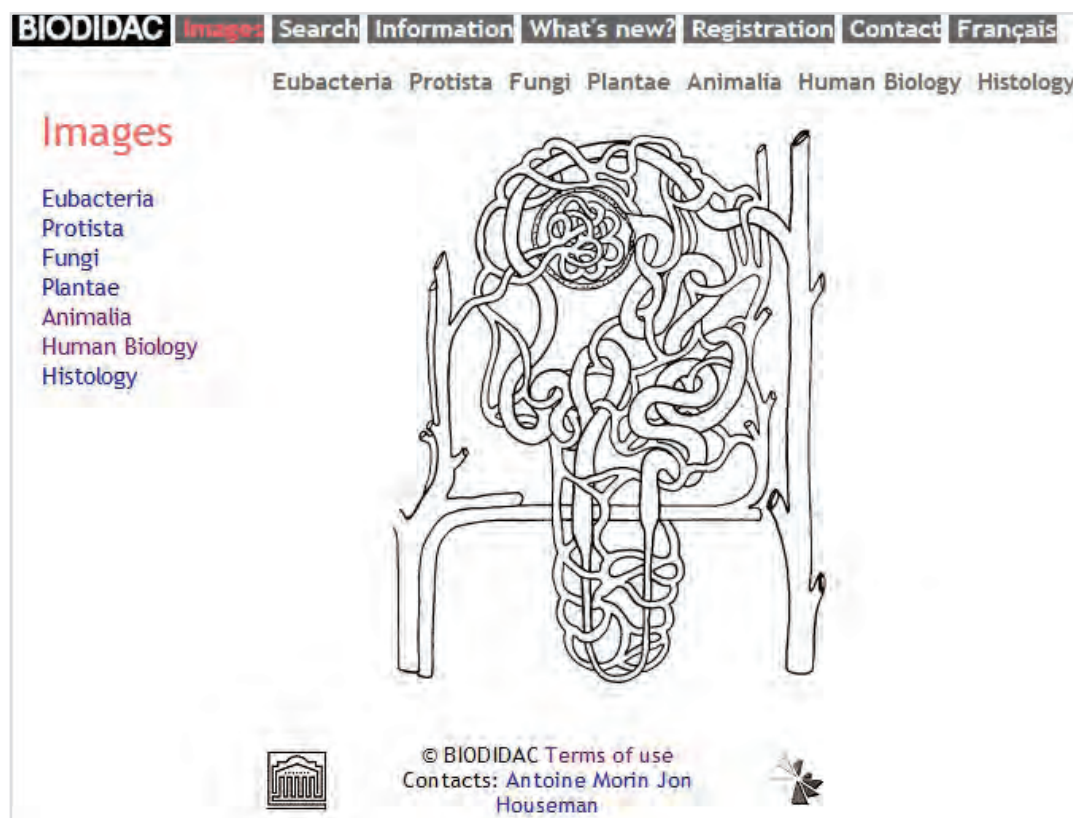 BIODIDAC Images Search Information What's new? Registration Contact Français
Eubacteria Protista Fungi Plantae Animalia Human Biology Histology
Images
Eubacteria
Protista
Fungi
Plantae
Animalia
Human Biology
Histology
© BIODIDAC Terms of use
Contacts: Antoine Morin Jon
Houseman